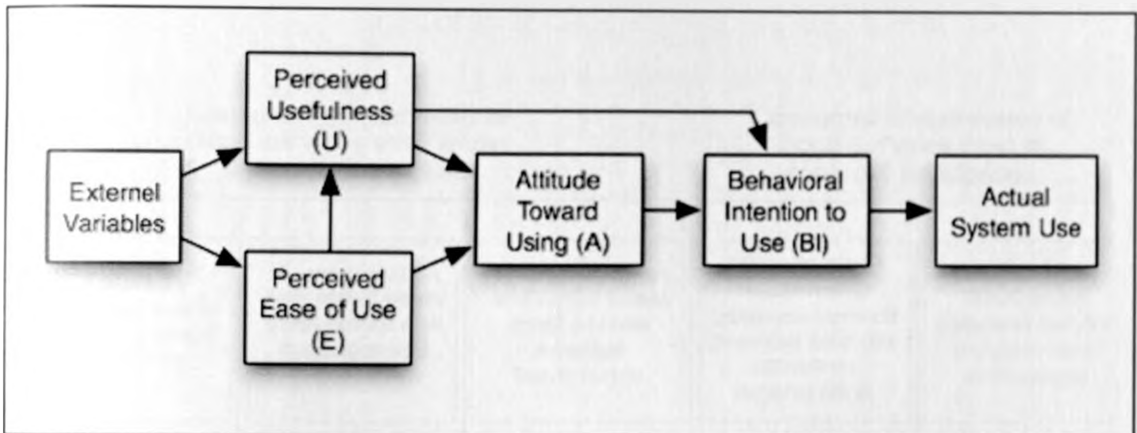 Perceived
Usefulness
(U)
Externel
Variables
Perceived
Ease of Use
(E)
Attitude
Toward
Using (A)
Behavioral
Intention to
Use (BI)
Actual
System Use